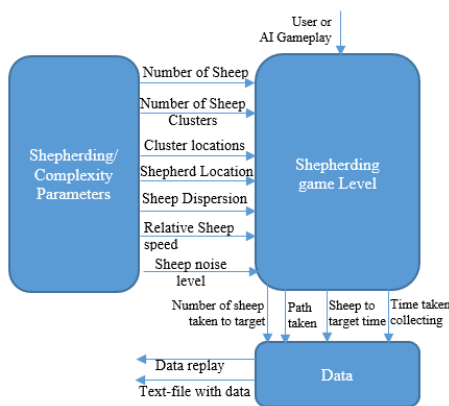 User or
AI Gameplay
Number of Sheep
Number of Sheep
Clusters
Cluster locations
Shepherd Location
Sheep Dispersion
Relative Sheep
speed
Sheep noise
level
Shepherding/
Complexity
Parameters
Shepherding
game Level
Number of sheep
taken to target
Path
taken
Sheep to
target time
Time taken
collecting
Data replay
Text-file with data
Data